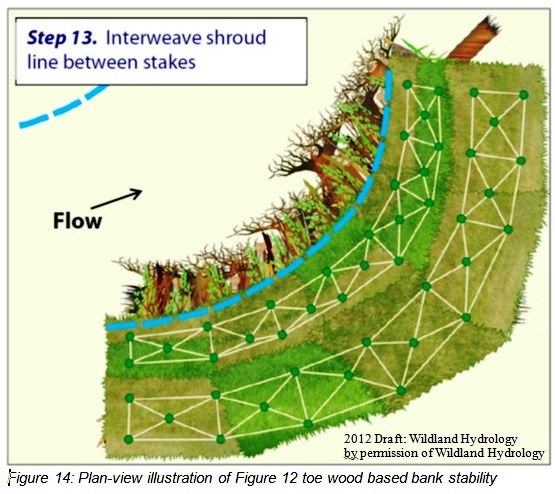 Step 13. Interweave shroud
line between stakes
Flow
2012 Draft: Wildland Hydrology
by permission of Wildland Hydrology
Figure 14: Plan-view illustration of Figure 12 toe wood based bank stability